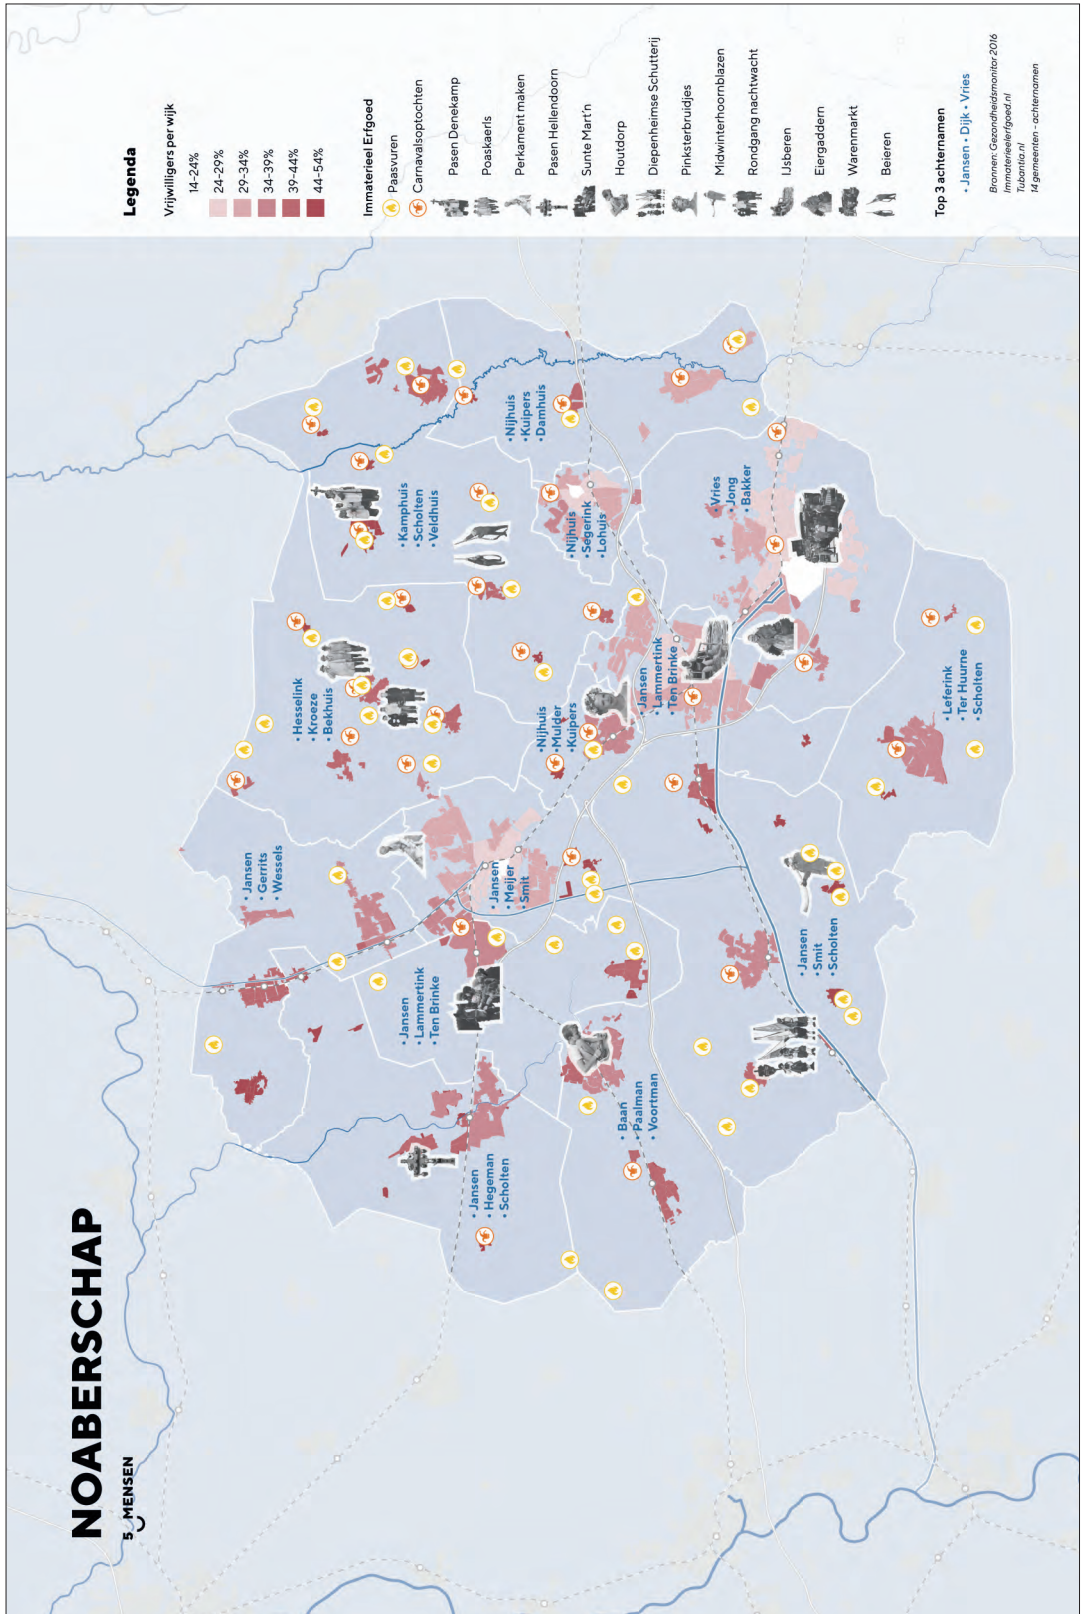 NOABERSCHAP
5 MENSEN
Legenda
Vrijwilligers per wijk
14-24%
24-29%
29-34%
34-39%
39-44%
44-54%
Immaterieel Erfgoed
Paasvuren
Carnavalsoptochten
Pasen Denekamp
Poaskaerls
Perkament maken
Pasen Hellendoorn
Sunte Mart'n
Houtdorp
Diepenheimse Schutterij
Pinksterbruidjes
Midwinterhoornblazen
Rondgang nachtwacht
IJsberen
Eiergaddern
Warenmarkt
Beieren
Top 3 achternamen
• Jansen • Dijk • Vries
Bronnen: Gezondheidsmonitor 2016
Immaterieelerfgoed.nl
Tubantia.nl
14 gemeenten - achternamen
• Jansen
• Gerrits
• Wessels
• Hesselink
• Kroeze
• Bekhuis
• Kamphuis
• Scholten
• Veldhuis
• Jansen
• Lammertink
• Ten Brinke
• Jansen
• Hegeman
• Scholten
• Jansen
• Meijer
• Smit
• Nijhuis
• Mulder
• Kuipers
• Nijhuis
• Kuipers
• Damhuis
• Nijhuis
• Segerink
• Lohuis
• Baan
• Paalman
• Voortman
• Jansen
• Lammertink
• Ten Brinke
• Vries
• Jong
• Bakker
• Jansen
• Smit
• Scholten
• Leferink
• Ter Huurne
• Scholten